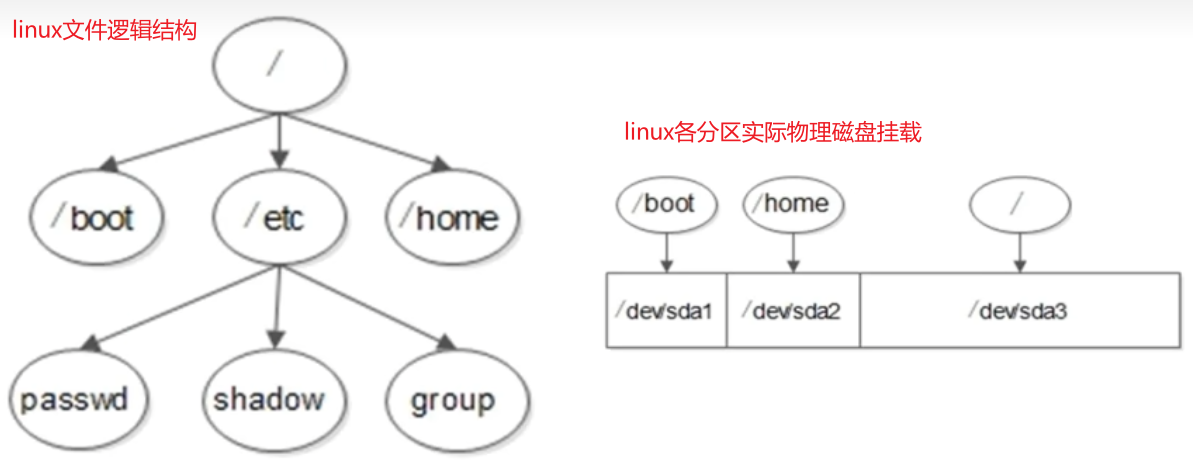 linux文件逻辑结构
/
/boot
/etc
/home
passwd
shadow
group
linux各分区实际物理磁盘挂载
/boot
/home
/
/dev/sda1
/dev/sda2
/dev/sda3